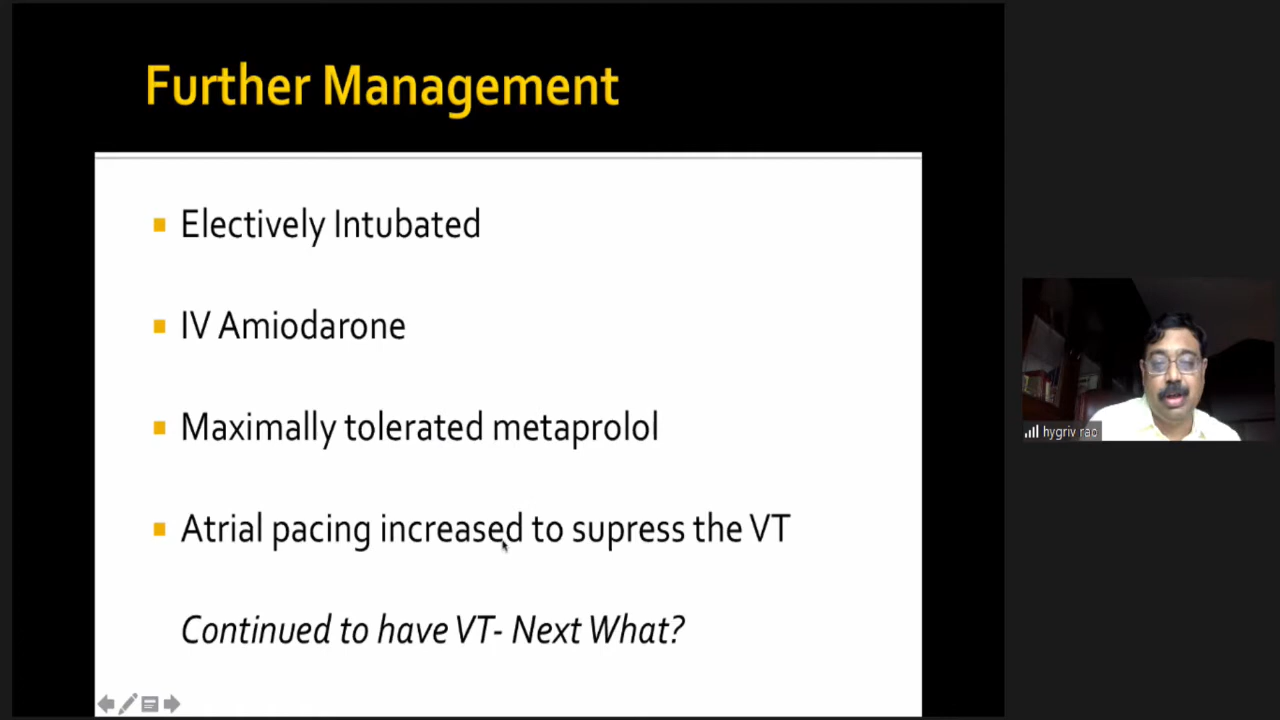 Further Management
Electively Intubated
IV Amiodarone
Maximally tolerated metaprolol
Atrial pacing increased to supress the VT
Continued to have VT- Next What?
hygriv rao